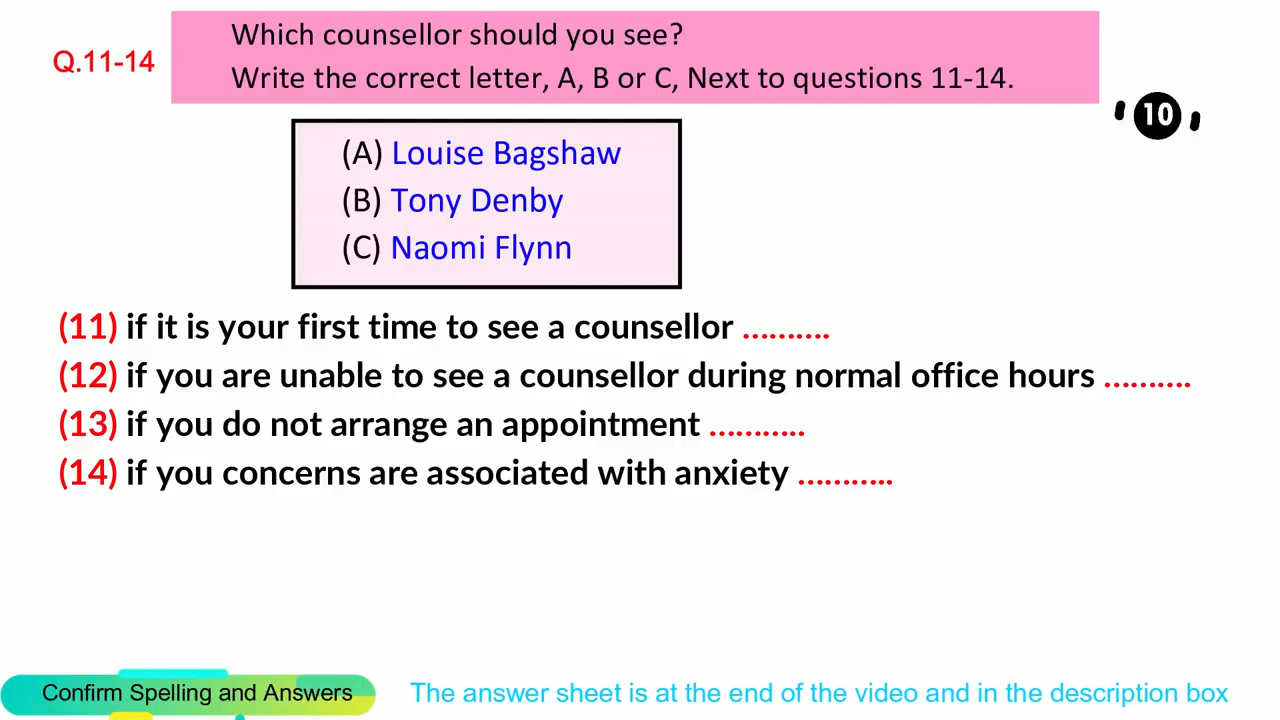 Q.11-14
Which counsellor should you see?
Write the correct letter, A, B or C, Next to questions 11-14.
10
(A) Louise Bagshaw
(B) Tony Denby
(C) Naomi Flynn
(11) if it is your first time to see a counsellor ..........
(12) if you are unable to see a counsellor during normal office hours ..........
(13) if you do not arrange an appointment ...........
(14) if you concerns are associated with anxiety ...........
Confirm Spelling and Answers
The answer sheet is at the end of the video and in the description box